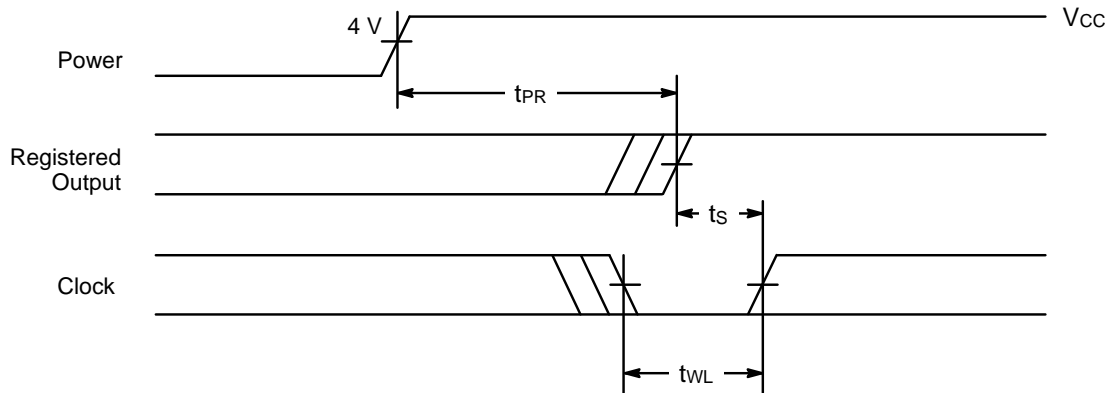 4 V
VCC
Power
tPR
Registered
Output
tS
Clock
tWL